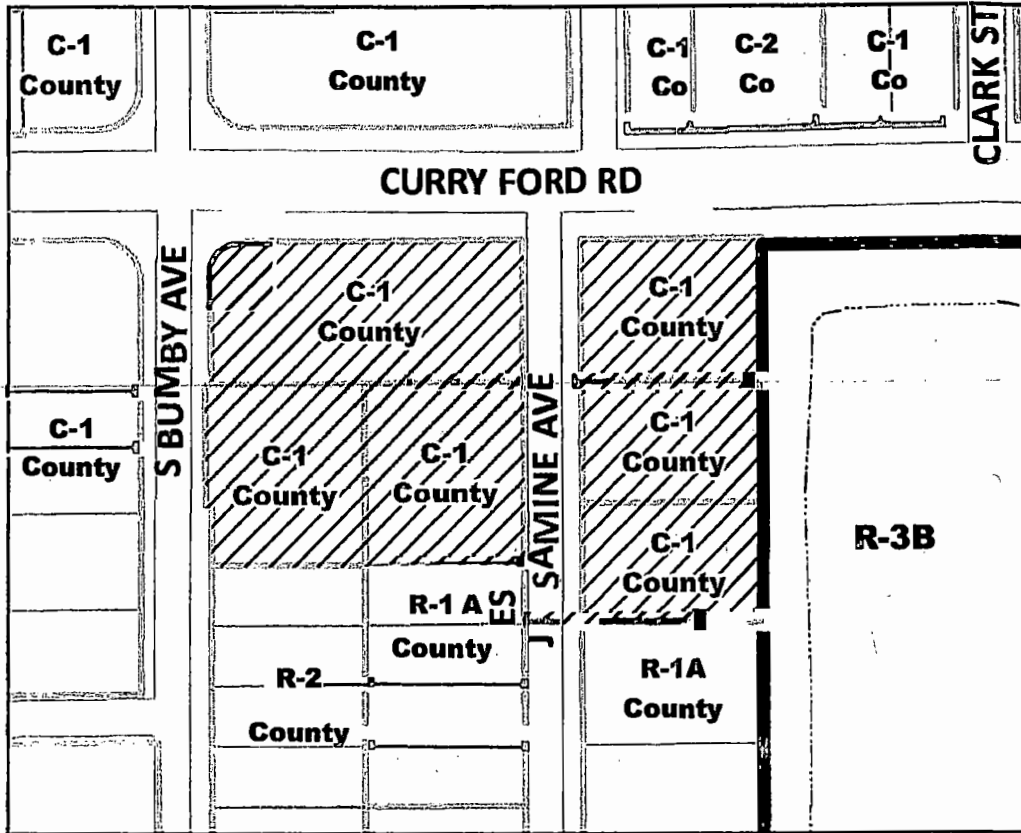 C-1
County
C-1
County
C-1
Co
C-2
Co
C-1
Co
CLARK ST
CURRY FORD RD
S BUMBY AVE
C-1
County
C-1
County
C-1
County
C-1
County
C-1
County
C-1
County
C-1
County
JESSAMINE AVE
R-3B
R-1 A
County
R-2
County
R-1A
County